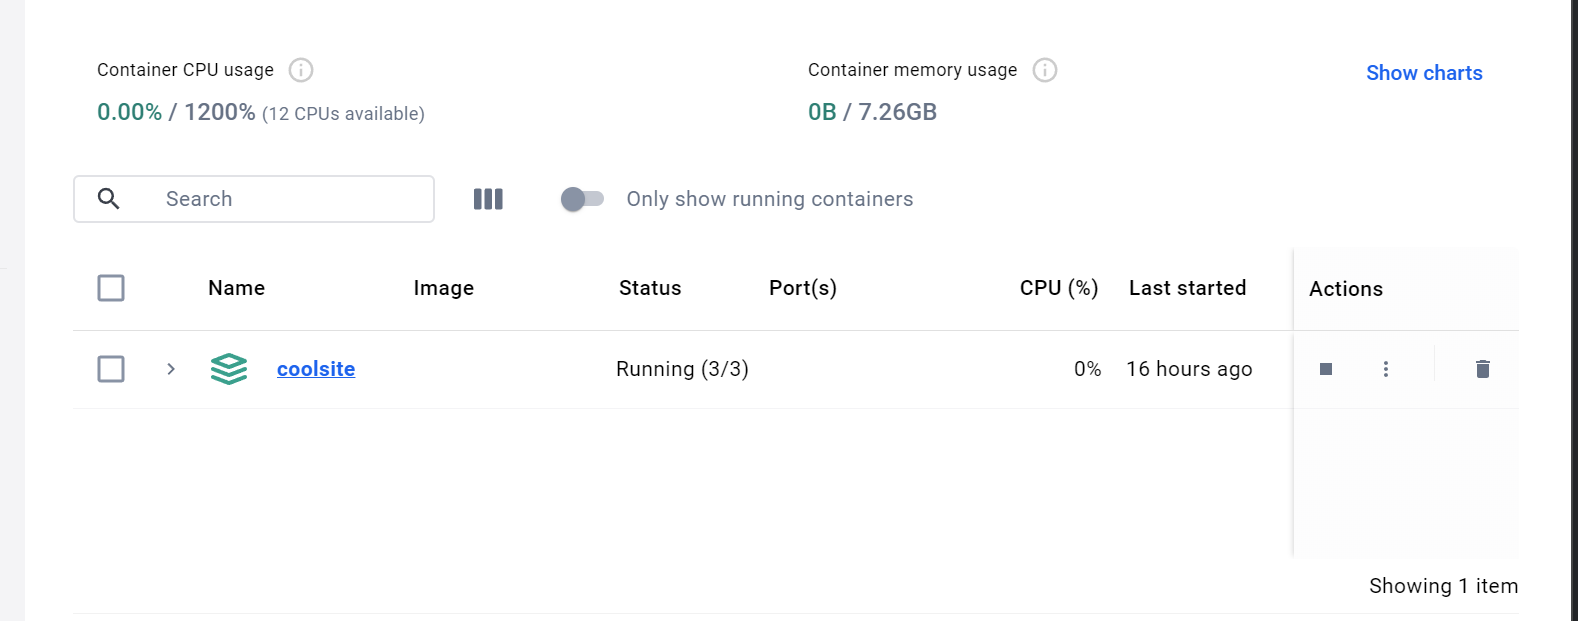 Container CPU usage
0.00% / 1200% (12 CPUs available)
Container memory usage
0B / 7.26GB
Show charts
Search
Only show running containers
Name Image Status Port(s) CPU (%) Last started Actions
coolsite Running (3/3) 0% 16 hours ago
Showing 1 item